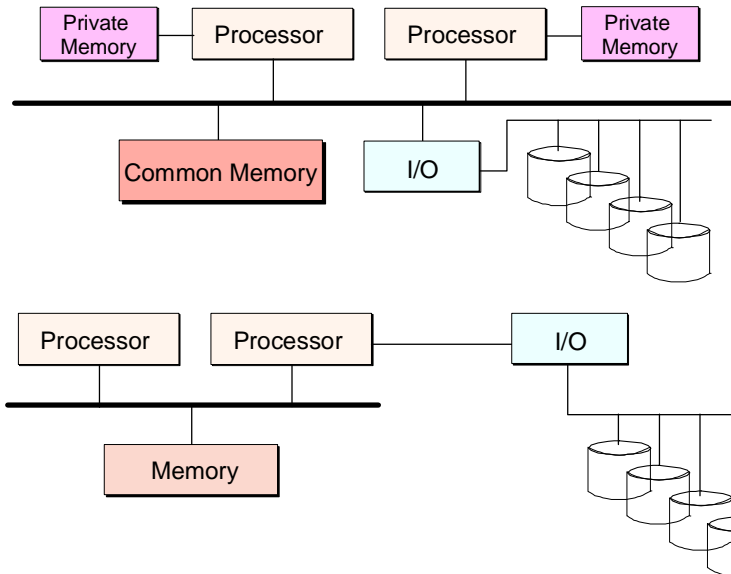 Private
Memory
Processor
Processor
Private
Memory
Common Memory
I/O
Processor
Processor
I/O
Memory